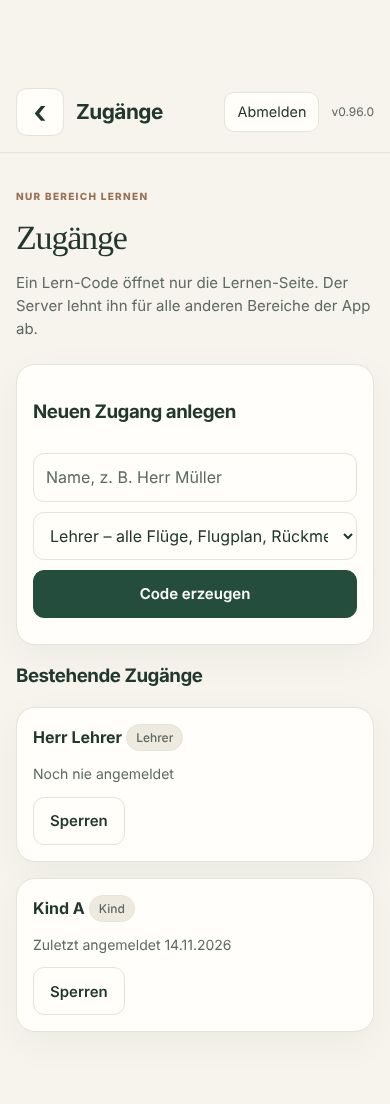 Zugänge
Abmelden
v0.96.0
NUR BEREICH LERNEN
Zugänge
Ein Lern-Code öffnet nur die Lernen-Seite. Der
Server lehnt ihn für alle anderen Bereiche der App
ab.
Neuen Zugang anlegen
Name, z. B. Herr Müller
Lehrer – alle Flüge, Flugplan, Rückme
Code erzeugen
Bestehende Zugänge
Herr Lehrer Lehrer
Noch nie angemeldet
Sperren
Kind A Kind
Zuletzt angemeldet 14.11.2026
Sperren